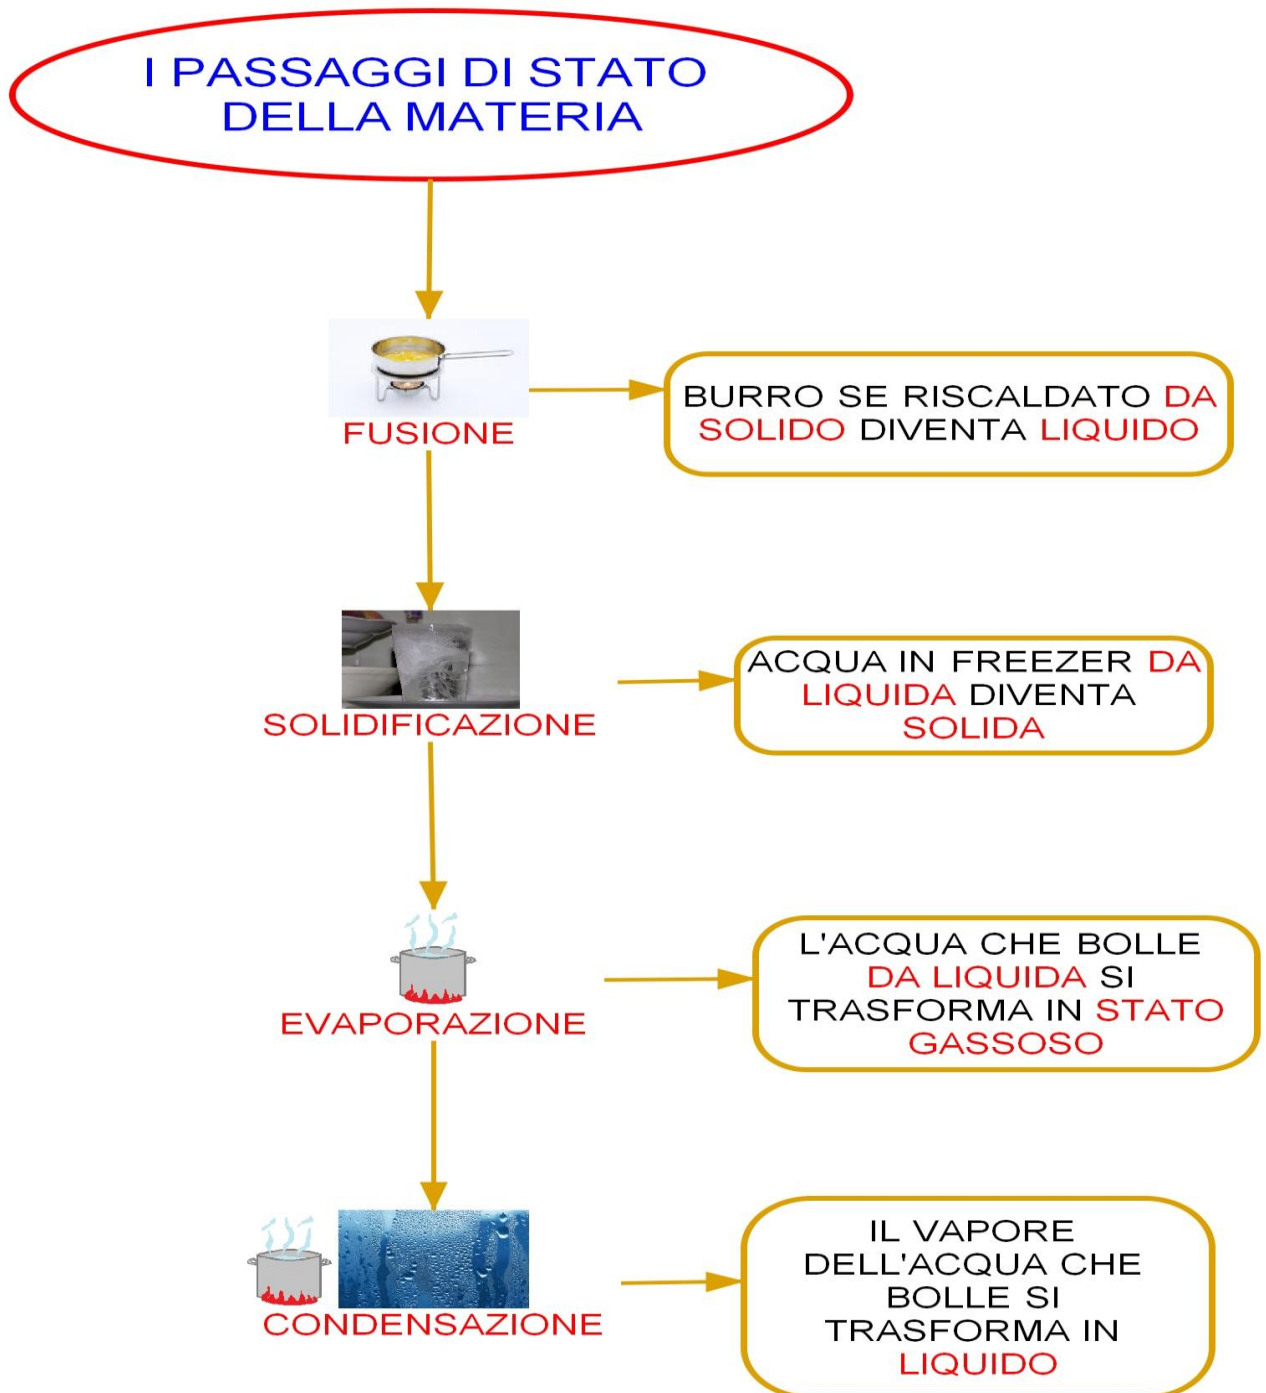 I PASSAGGI DI STATO
DELLA MATERIA
FUSIONE
BURRO SE RISCALDATO DA
SOLIDO DIVENTA LIQUIDO
SOLIDIFICAZIONE
ACQUA IN FREEZER DA
LIQUIDA DIVENTA
SOLIDA
EVAPORAZIONE
L'ACQUA CHE BOLLE
DA LIQUIDA SI
TRASFORMA IN STATO
GASSOSO
CONDENSAZIONE
IL VAPORE
DELL'ACQUA CHE
BOLLE SI
TRASFORMA IN
LIQUIDO